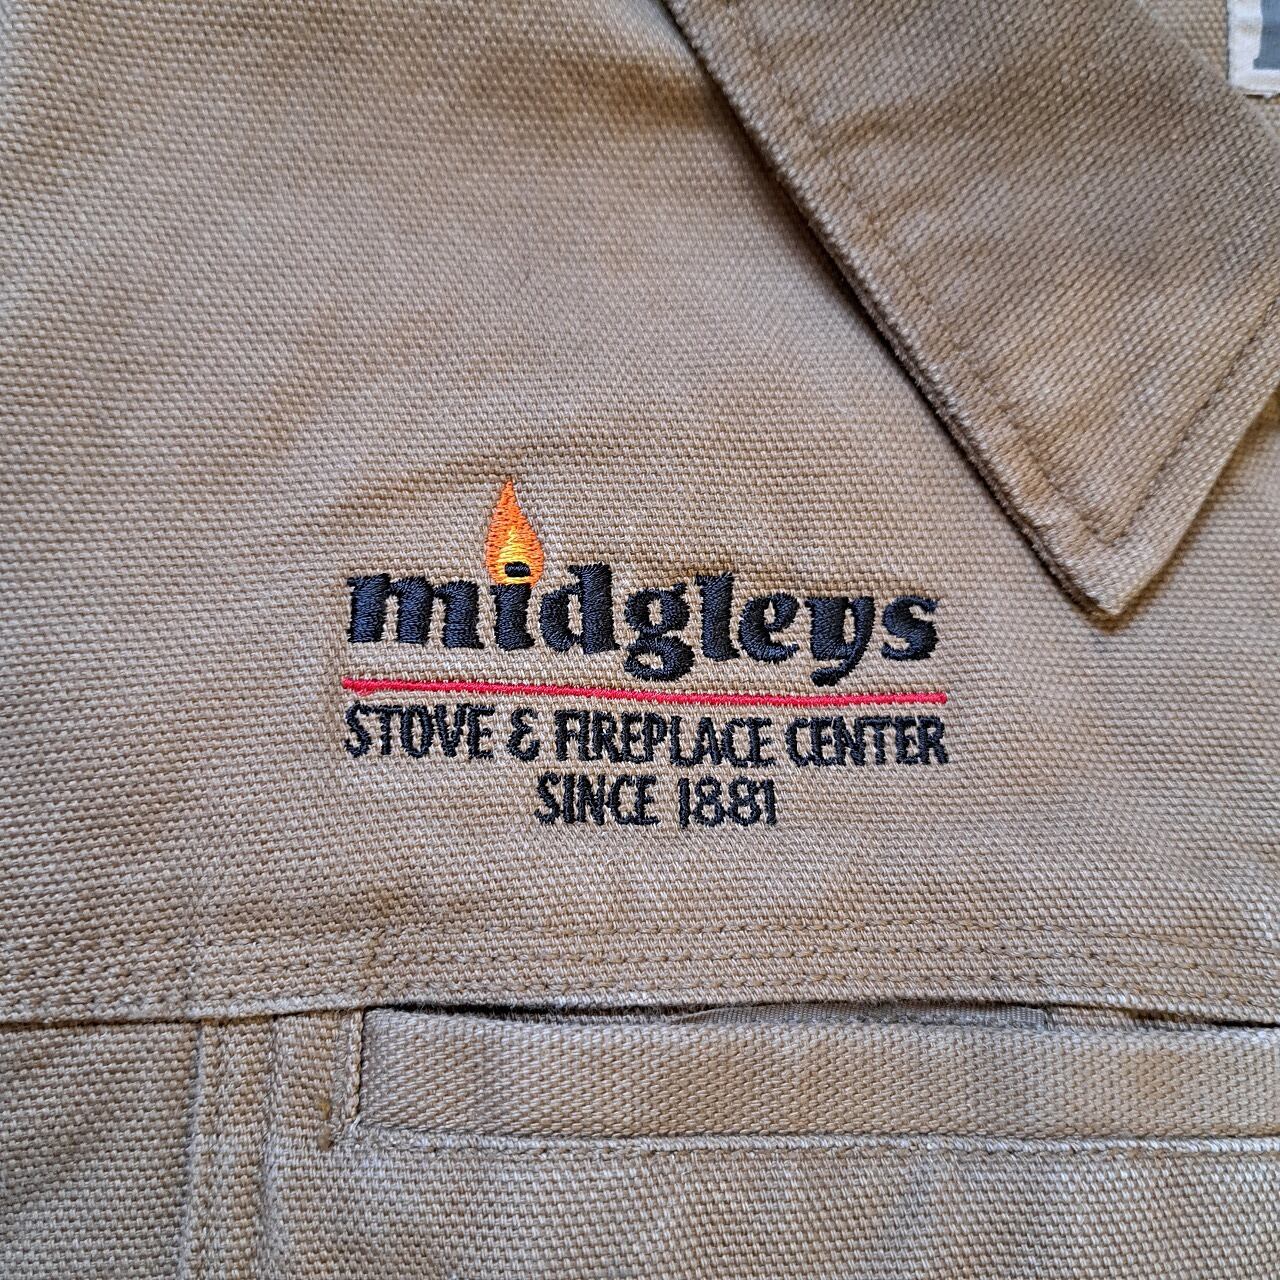 midgleys
STOVE & FIREPLACE CENTER
SINCE 1881